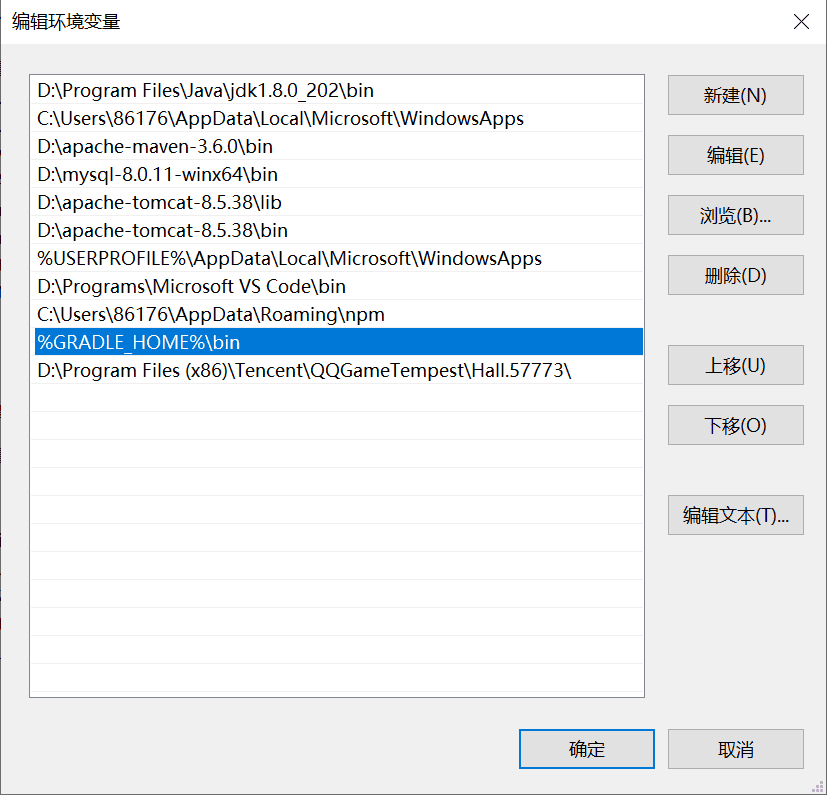 编辑环境变量
D:\Program Files\Java\jdk1.8.0_202\bin
C:\Users\86176\AppData\Local\Microsoft\WindowsApps
D:\apache-maven-3.6.0\bin
D:\mysql-8.0.11-winx64\bin
D:\apache-tomcat-8.5.38\lib
D:\apache-tomcat-8.5.38\bin
%USERPROFILE%\AppData\Local\Microsoft\WindowsApps
D:\Programs\Microsoft VS Code\bin
C:\Users\86176\AppData\Roaming\npm
%GRADLE_HOME%\bin
D:\Program Files (x86)\Tencent\QQGameTempest\Hall.57773\
新建(N)
编辑(E)
浏览(B)...
删除(D)
上移(U)
下移(O)
编辑文本(T)...
确定
取消